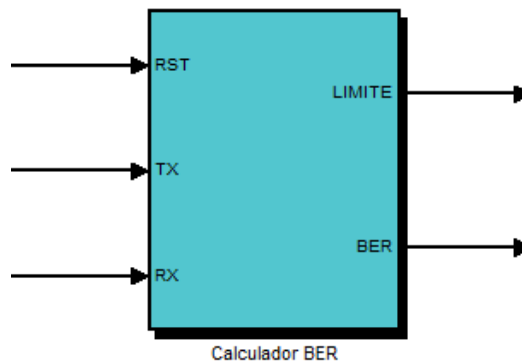 RST
LIMITE
TX
BER
RX
Calculador BER